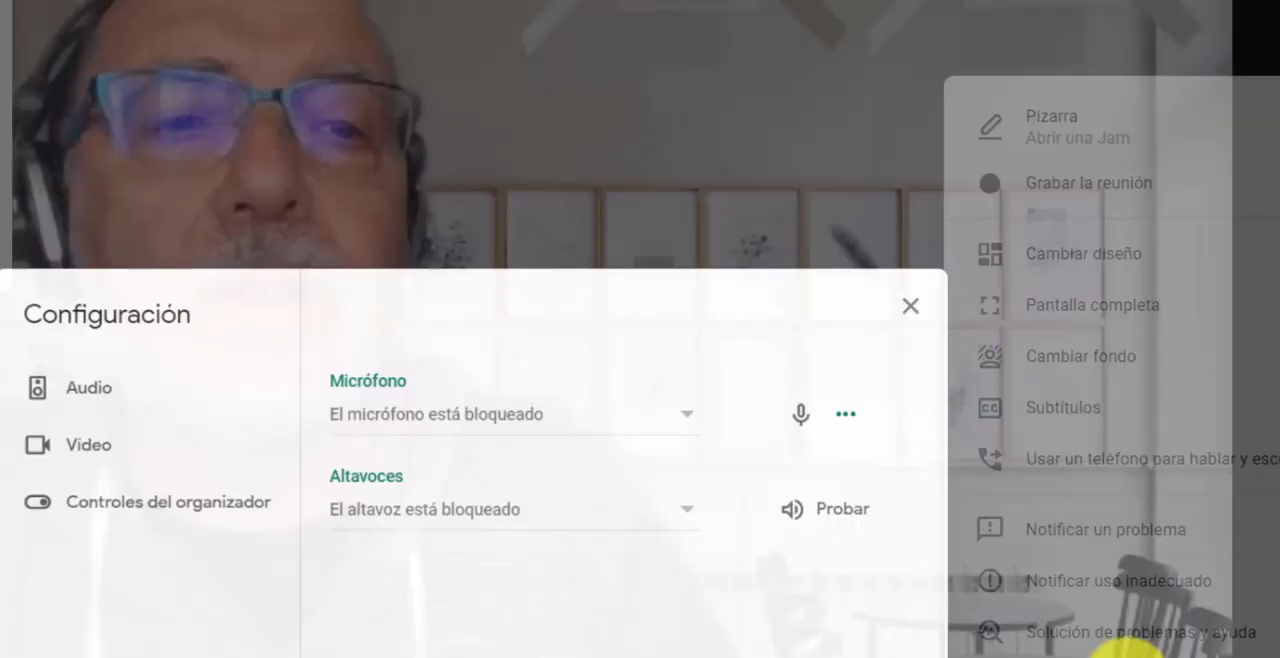 Configuración
Audio
Video
Controles del organizador
Micrófono
El micrófono está bloqueado
Altavoces
El altavoz está bloqueado
Probar
Pizarra
Abrir una Jam
Grabar la reunión
Cambiar diseño
Pantalla completa
Cambiar fondo
CC
Subtítulos
Usar un teléfono para hablar y esc
Notificar un problema
Notificar uso inadecuado
Solución de problemas y ayuda